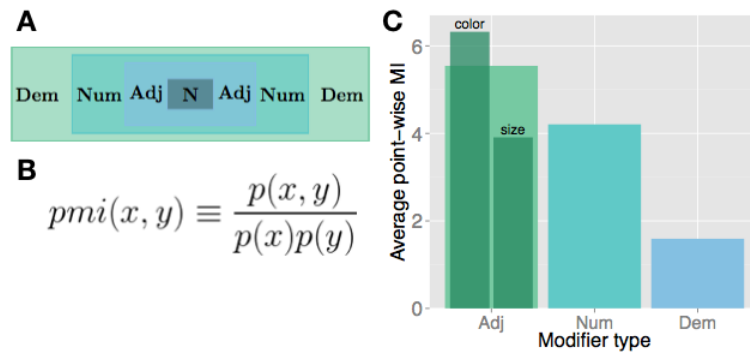 A
Dem Num Adj N Adj Num Dem
B
pmi(x, y) ≡ p(x, y) / p(x)p(y)
C
Average point-wise MI
6
4
2
0
color
size
Adj Num Dem
Modifier type